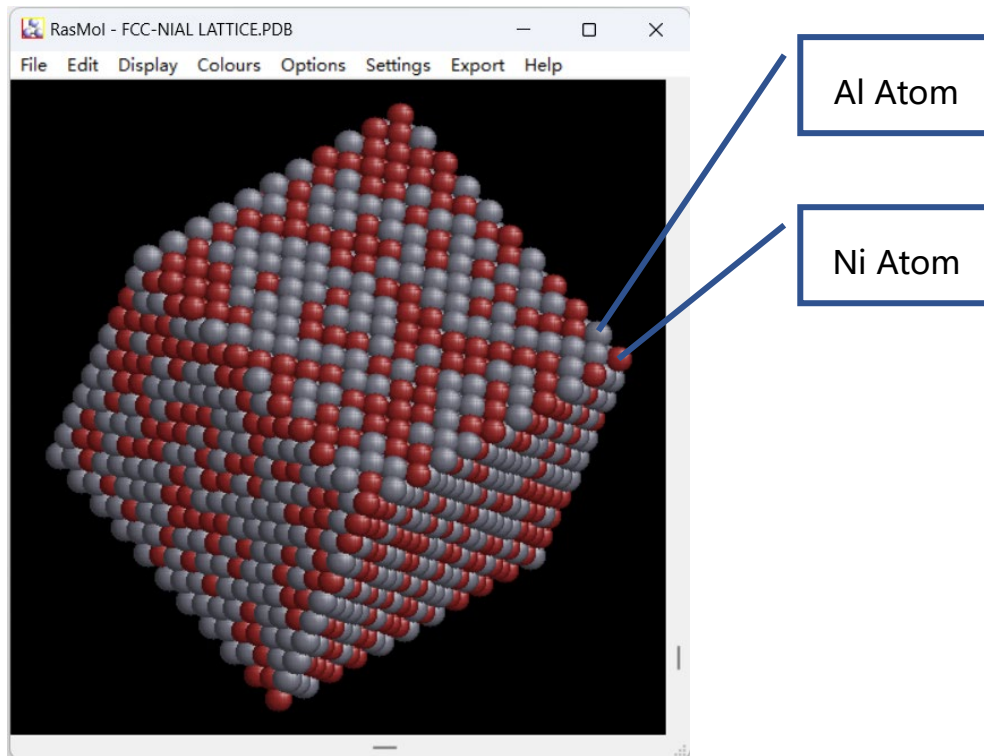 RasMol - FCC-NIAL LATTICE.PDB
File Edit Display Colours Options Settings Export Help
Al Atom
Ni Atom